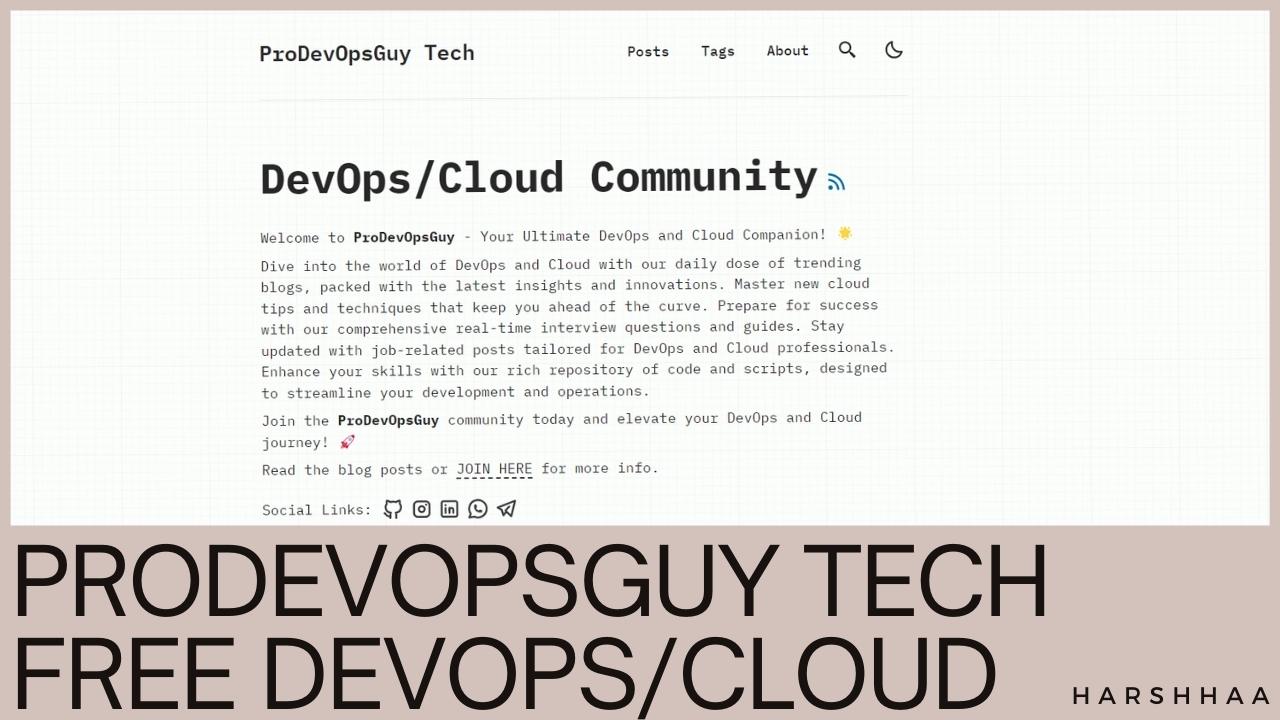 ProDevOpsGuy Tech
Posts Tags About
DevOps/Cloud Community
Welcome to ProDevOpsGuy - Your Ultimate DevOps and Cloud Companion! 🌟
Dive into the world of DevOps and Cloud with our daily dose of trending
blogs, packed with the latest insights and innovations. Master new cloud
tips and techniques that keep you ahead of the curve. Prepare for success
with our comprehensive real-time interview questions and guides. Stay
updated with job-related posts tailored for DevOps and Cloud professionals.
Enhance your skills with our rich repository of code and scripts, designed
to streamline your development and operations.
Join the ProDevOpsGuy community today and elevate your DevOps and Cloud
journey! 🚀
Read the blog posts or JOIN HERE for more info.
Social Links:
PRODEVOPSGUY TECH
FREE DEVOPS/CLOUD
HARSHHAA